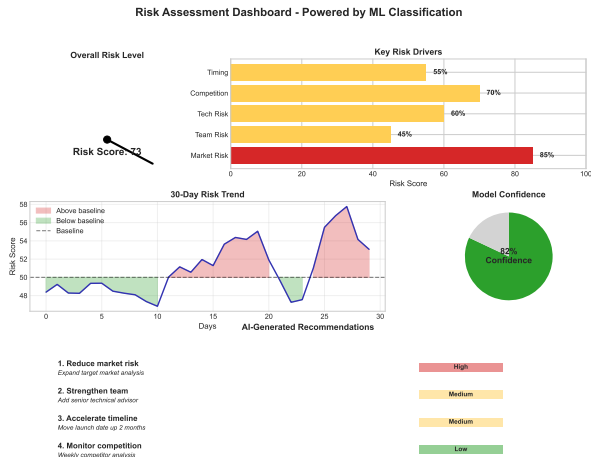 Risk Assessment Dashboard - Powered by ML Classification
Overall Risk Level
Risk Score: 73
Key Risk Drivers
Timing
55%
Competition
70%
Tech Risk
60%
Team Risk
45%
Market Risk
85%
0
20
40
60
80
100
Risk Score
30-Day Risk Trend
Above baseline
Below baseline
Baseline
Risk Score
58
56
54
52
50
48
0
5
10
15
20
25
30
Days
Model Confidence
82%
Confidence
AI-Generated Recommendations
1. Reduce market risk
Expand target market analysis
High
2. Strengthen team
Add senior technical advisor
Medium
3. Accelerate timeline
Move launch date up 2 months
Medium
4. Monitor competition
Weekly competitor analysis
Low